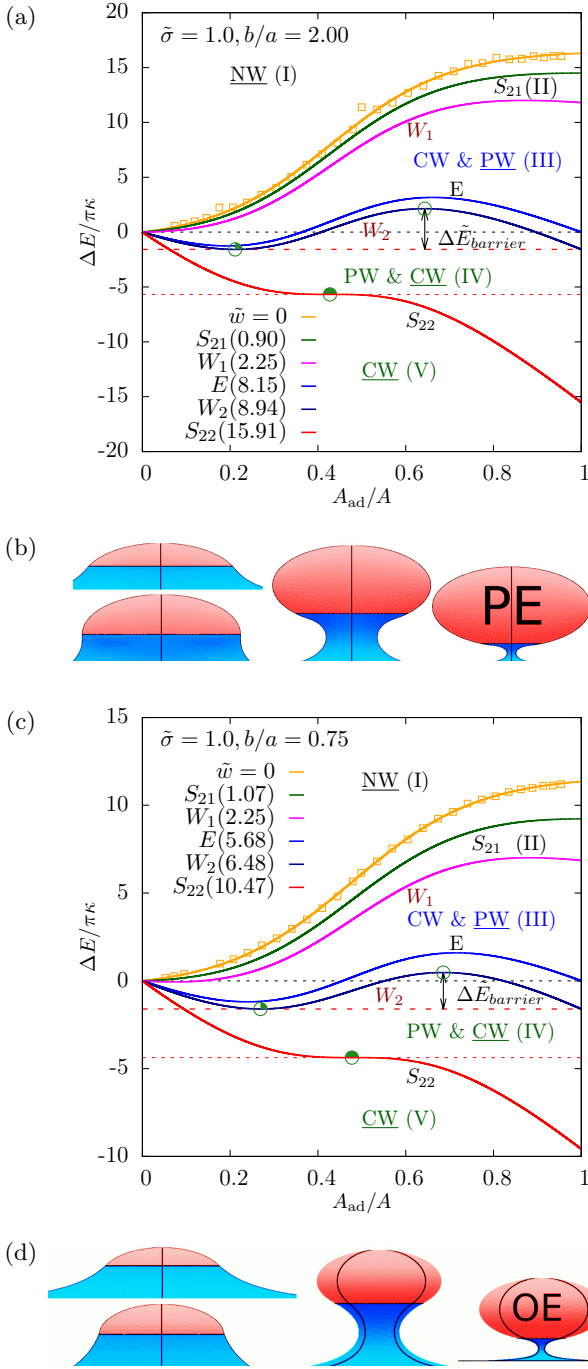 (a)
σ̃ = 1.0, b/a = 2.00
NW (I)
S₂₁(II)
W₁
CW & PW (III)
E
W₂
ΔẼ_barrier
PW & CW (IV)
S₂₂
CW (V)
w̃ = 0
S₂₁(0.90)
W₁(2.25)
E(8.15)
W₂(8.94)
S₂₂(15.91)
ΔE/πκ
20
15
10
5
0
-5
-10
-15
-20
0 0.2 0.4 0.6 0.8 1
A_ad/A
(b)
PE
(c)
σ̃ = 1.0, b/a = 0.75
w̃ = 0
S₂₁(1.07)
W₁(2.25)
E(5.68)
W₂(6.48)
S₂₂(10.47)
NW (I)
S₂₁ (II)
W₁
CW & PW (III)
E
W₂
ΔẼ_barrier
PW & CW (IV)
S₂₂
CW (V)
ΔE/πκ
15
10
5
0
-5
-10
0 0.2 0.4 0.6 0.8 1
A_ad/A
(d)
OE